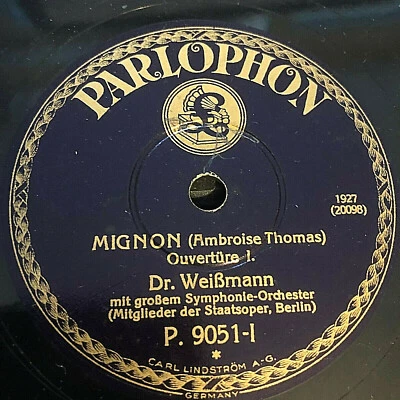 PARLOPHON
1927
(20098)
MIGNON (Ambroise Thomas)
Ouvertüre I.
Dr. Weißmann
mit großem Symphonie-Orchester
(Mitglieder der Staatsoper, Berlin)
P. 9051-I
*
CARL LINDSTRÖM A-G.
GERMANY